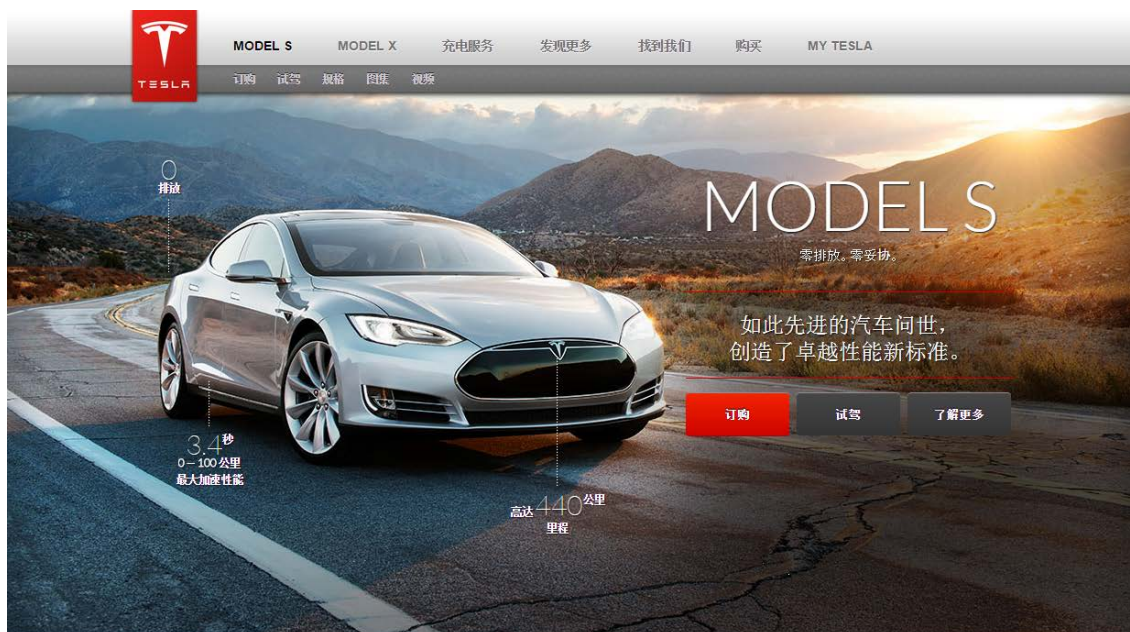 TESLA
MODEL S MODEL X 充电服务 发现更多 找到我们 购买 MY TESLA
订购 试驾 规格 图集 视频
0
排放
MODEL S
零排放。零妥协。
如此先进的汽车问世，
创造了卓越性能新标准。
订购 试驾 了解更多
3.4秒
0－100 公里
最大加速性能
高达440公里
里程